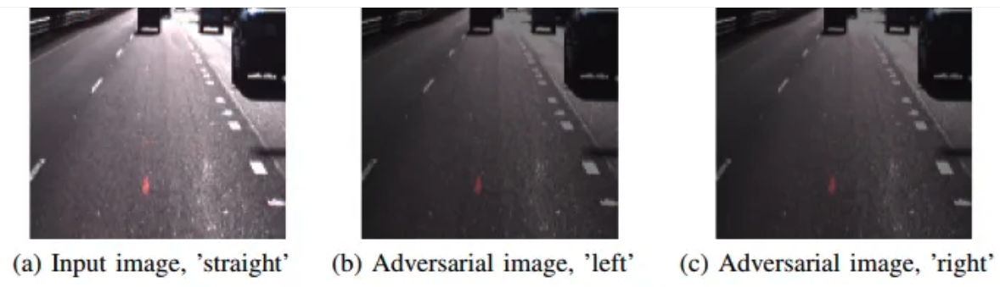 (a) Input image, 'straight'
(b) Adversarial image, 'left'
(c) Adversarial image, 'right'